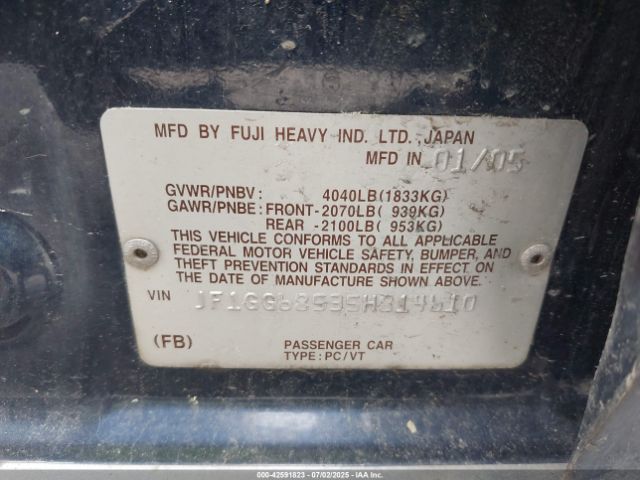 MFD BY FUJI HEAVY IND. LTD., JAPAN
MFD IN 01/05
GVWR/PNBV: 4040LB(1833KG)
GAWR/PNBE: FRONT-2070LB( 939KG)
REAR -2100LB( 953KG)
THIS VEHICLE CONFORMS TO ALL APPLICABLE
FEDERAL MOTOR VEHICLE SAFETY, BUMPER, AND
THEFT PREVENTION STANDARDS IN EFFECT ON
THE DATE OF MANUFACTURE SHOWN ABOVE.
VIN JF1GG68535H814610
(FB) PASSENGER CAR
TYPE: PC/VT
000-42591823 - 07/02/2025 - IAAI.COM